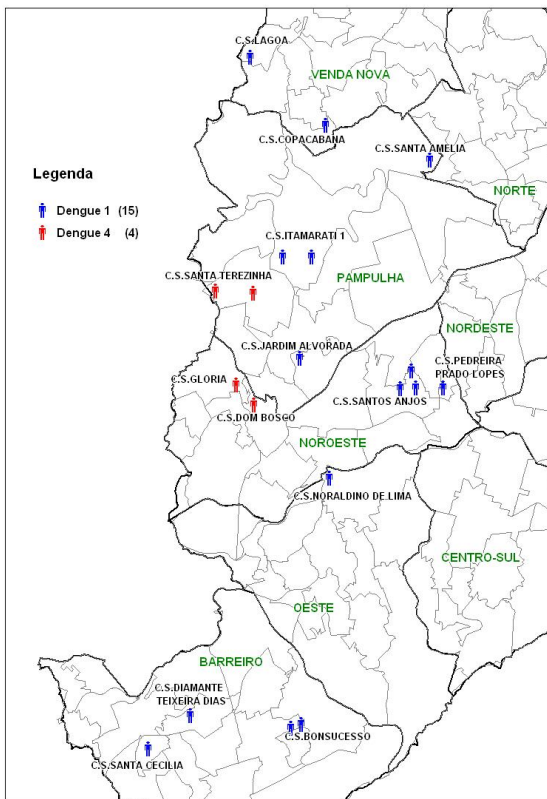 C.S.LAGOA
VENDA NOVA
C.S.COPACABANA
C.S.SANTA AMELIA
Legenda
NORTE
Dengue 1 (15)
Dengue 4 (4)
C.S.ITAMARATI 1
C.S.SANTA TEREZINHA
PAMPULHA
NORDESTE
C.S.JARDIM ALVORADA
C.S.PEDREIRA
PRADO LOPES
C.S.GLORIA
C.S.SANTOS ANJOS
C.S.DOM BOSCO
NOROESTE
C.S.NORALDINO DE LIMA
CENTRO-SUL
OESTE
BARREIRO
C.S.DIAMANTE
TEIXEIRA DIAS
C.S.BONSUCESSO
C.S.SANTA CECILIA